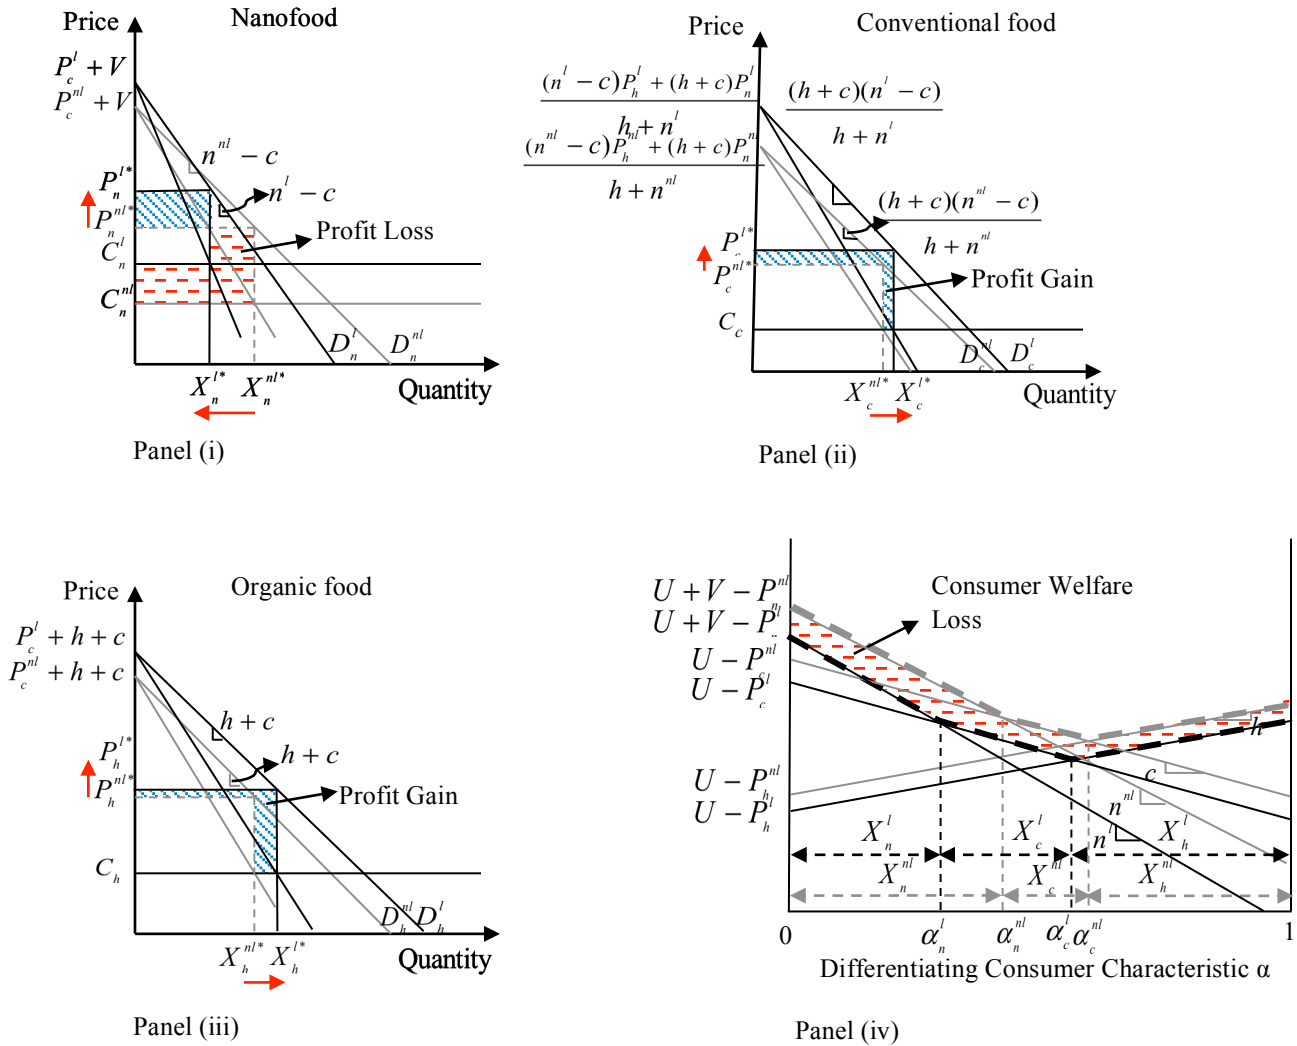 Nanofood
Price
P_c^l + V
P_c^{nl} + V
n^{nl} − c
n^l − c
P_n^{l*}
P_n^{nl*}
Profit Loss
C_n^l
C_n^{nl}
D_n^l
D_n^{nl}
X_n^{l*}
X_n^{nl*}
Quantity
Panel (i)
Conventional food
Price
(n^l − c)P_h^l + (h + c)P_n^l
h + n^l
(n^{nl} − c)P_h^{nl} + (h + c)P_n^{nl}
h + n^{nl}
(h + c)(n^l − c)
h + n^l
(h + c)(n^{nl} − c)
h + n^{nl}
P_c^{l*}
P_c^{nl*}
Profit Gain
C_c
D_c^{nl}
D_c^l
X_c^{nl*}
X_c^{l*}
Quantity
Panel (ii)
Organic food
Price
P_c^l + h + c
P_c^{nl} + h + c
h + c
h + c
P_h^{l*}
P_h^{nl*}
Profit Gain
C_h
D_h^{nl}
D_h^l
X_h^{nl*}
X_h^{l*}
Quantity
Panel (iii)
Consumer Welfare
Loss
U + V − P_n^{nl}
U + V − P_n^l
U − P_c^{nl}
U − P_c^l
U − P_h^{nl}
U − P_h^l
h
c
n^{nl}
n^l
X_n^l
X_c^l
X_h^l
X_n^{nl}
X_c^{nl}
X_h^{nl}
0
α_n^l
α_n^{nl}
α_c^l
α_c^{nl}
1
Differentiating Consumer Characteristic α
Panel (iv)